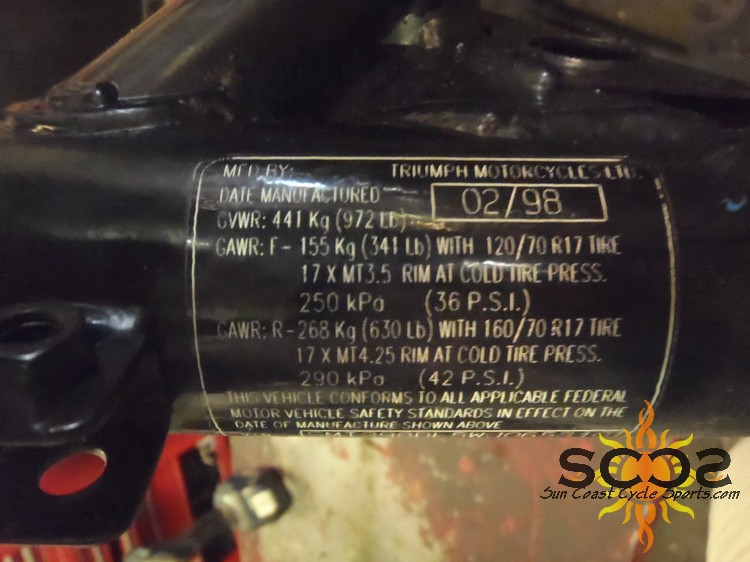 MFD BY: TRIUMPH MOTORCYCLES LTD.
DATE MANUFACTURED 02/98
GVWR: 441 Kg (972 Lb)
GAWR: F- 155 Kg (341 Lb) WITH 120/70 R17 TIRE
17 X MT3.5 RIM AT COLD TIRE PRESS.
250 kPa (36 P.S.I.)
GAWR: R-268 Kg (630 Lb) WITH 160/70 R17 TIRE
17 X MT4.25 RIM AT COLD TIRE PRESS.
290 kPa (42 P.S.I.)
THIS VEHICLE CONFORMS TO ALL APPLICABLE FEDERAL
MOTOR VEHICLE SAFETY STANDARDS IN EFFECT ON THE
DATE OF MANUFACTURE SHOWN ABOVE
SCCS
Sun Coast Cycle Sports.com